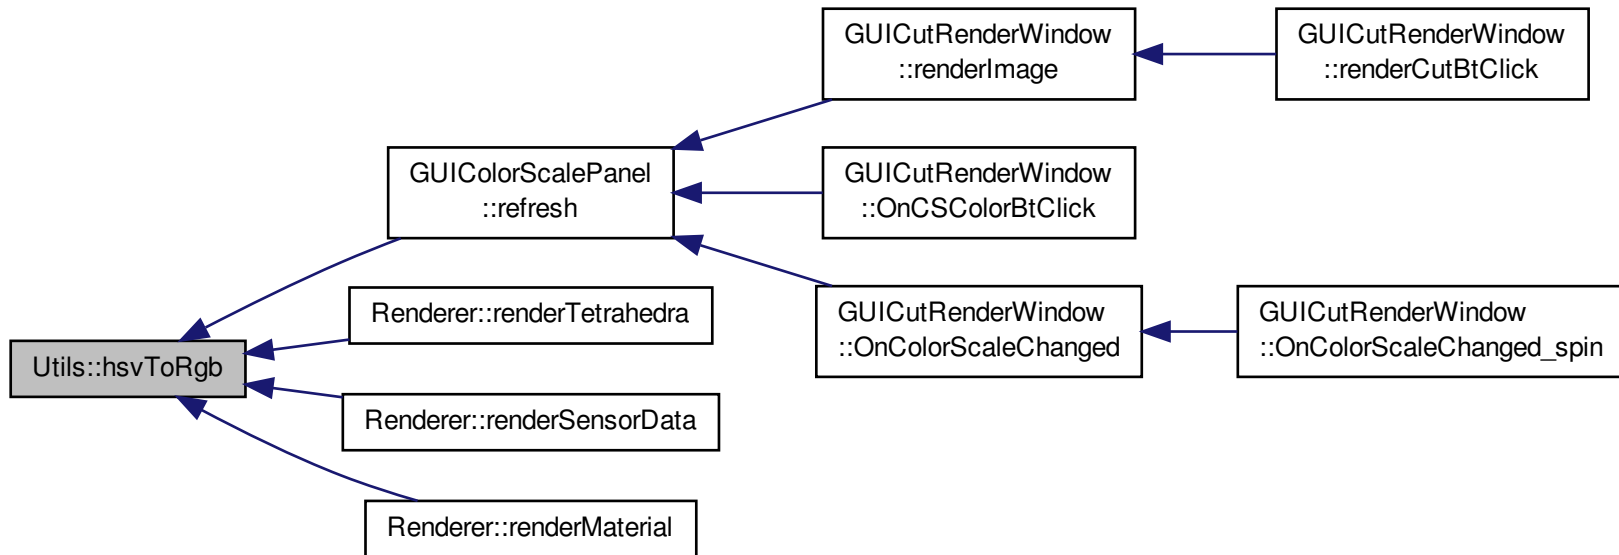 GUICutRenderWindow
::renderImage
GUICutRenderWindow
::renderCutBtClick
GUIColorScalePanel
::refresh
GUICutRenderWindow
::OnCSColorBtClick
GUICutRenderWindow
::OnColorScaleChanged
GUICutRenderWindow
::OnColorScaleChanged_spin
Renderer::renderTetrahedra
Utils::hsvToRgb
Renderer::renderSensorData
Renderer::renderMaterial